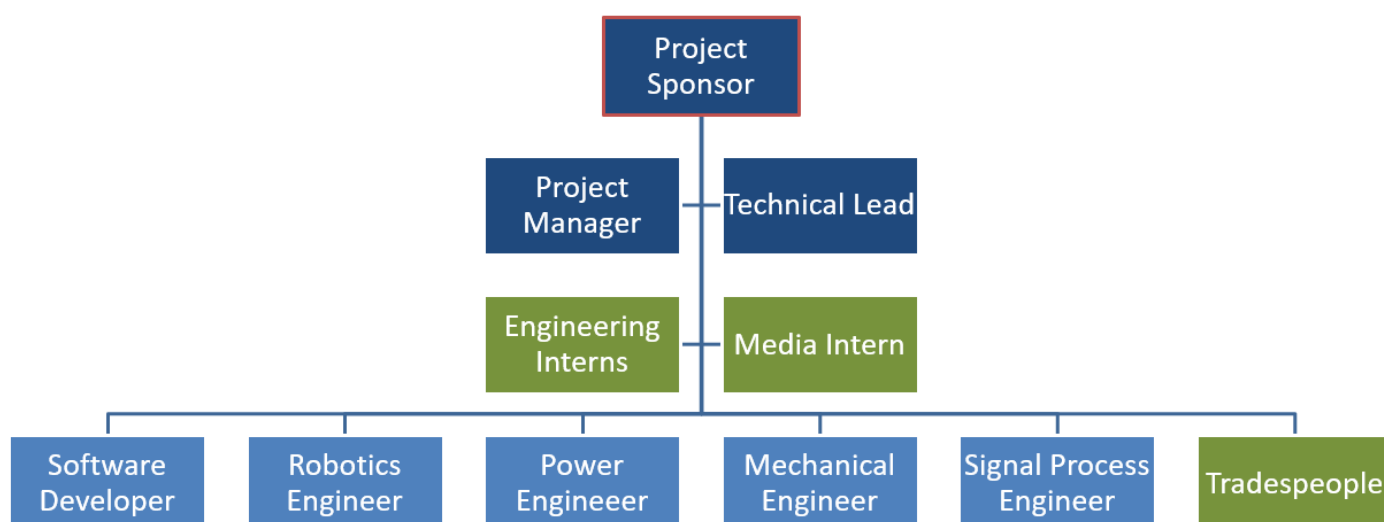 Project
Sponsor
Project
Manager
Technical Lead
Engineering
Interns
Media Intern
Software
Developer
Robotics
Engineer
Power
Engineeer
Mechanical
Engineer
Signal Process
Engineer
Tradespeople